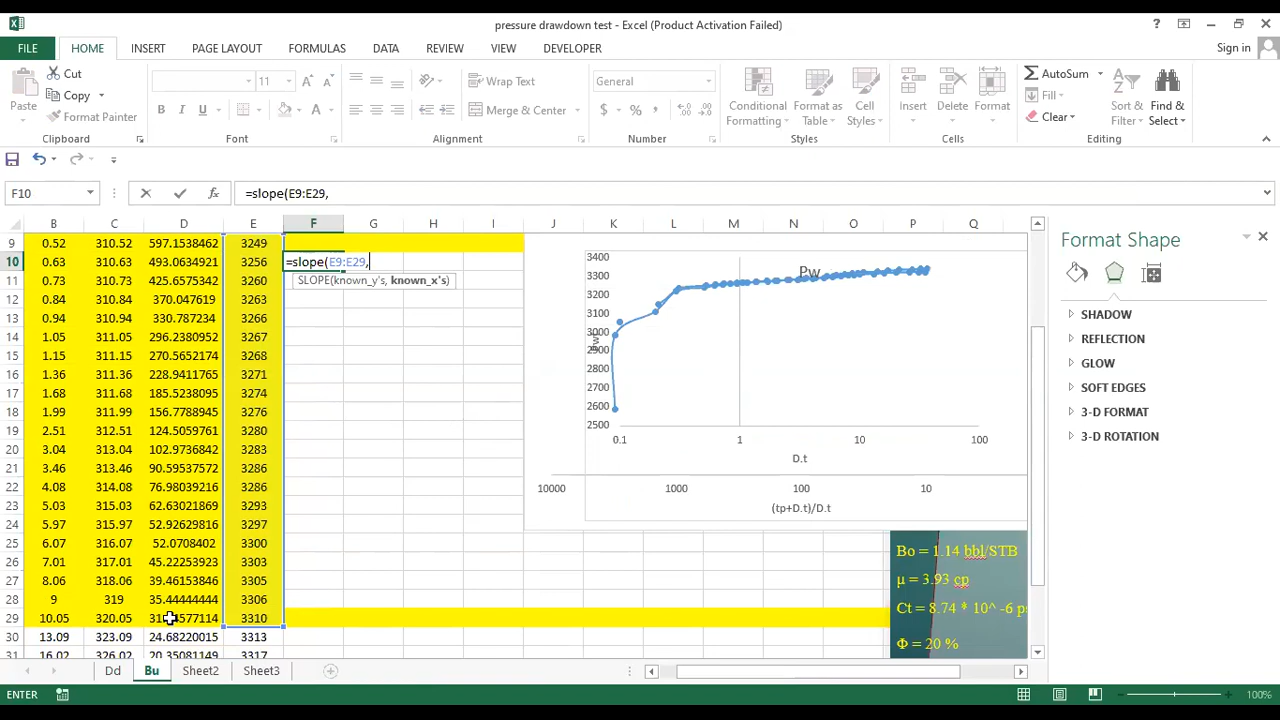 pressure drawdown test - Excel (Product Activation Failed)
FILE HOME INSERT PAGE LAYOUT FORMULAS DATA REVIEW VIEW DEVELOPER Sign in
Cut
Copy
Format Painter
Paste
11
B I U
Wrap Text
Merge & Center
General
$ % ,
Conditional Formatting
Format as Table
Cell Styles
Insert Delete Format
AutoSum
Fill
Clear
Sort & Filter
Find & Select
Clipboard Font Alignment Number Styles Cells Editing
F10 =slope(E9:E29,
B C D E F G H I J K L M N O P Q
9 0.52 310.52 597.1538462 3249
10 0.63 310.63 493.0634921 3256 =slope(E9:E29,
11 0.73 310.73 425.6575342 3260 SLOPE(known_y's, known_x's)
12 0.84 310.84 370.047619 3263
13 0.94 310.94 330.787234 3266
14 1.05 311.05 296.2380952 3267
15 1.15 311.15 270.5652174 3268
16 1.36 311.36 228.9411765 3271
17 1.68 311.68 185.5238095 3274
18 1.99 311.99 156.7788945 3276
19 2.51 312.51 124.5059761 3280
20 3.04 313.04 102.9736842 3283
21 3.46 313.46 90.59537572 3286
22 4.08 314.08 76.98039216 3286
23 5.03 315.03 62.63021869 3293
24 5.97 315.97 52.92629816 3297
25 6.07 316.07 52.0708402 3300
26 7.01 317.01 45.22253923 3303
27 8.06 318.06 39.46153846 3305
28 9 319 35.44444444 3306
29 10.05 320.05 3310
30 13.09 323.09 24.68220015 3313
31 16.02 326.02 20.35081149 3317
Pw
3400
3300
3200
3100
3000
2900
2800
2700
2600
2500
0.1 1 10 100
D.t
10000 1000 100 10
(tp+D.t)/D.t
Bo = 1.14 bbl/STB
μ = 3.93 cp
Ct = 8.74 * 10^ -6 ps
Φ = 20 %
Format Shape
SHADOW
REFLECTION
GLOW
SOFT EDGES
3-D FORMAT
3-D ROTATION
Dd Bu Sheet2 Sheet3
ENTER 100%